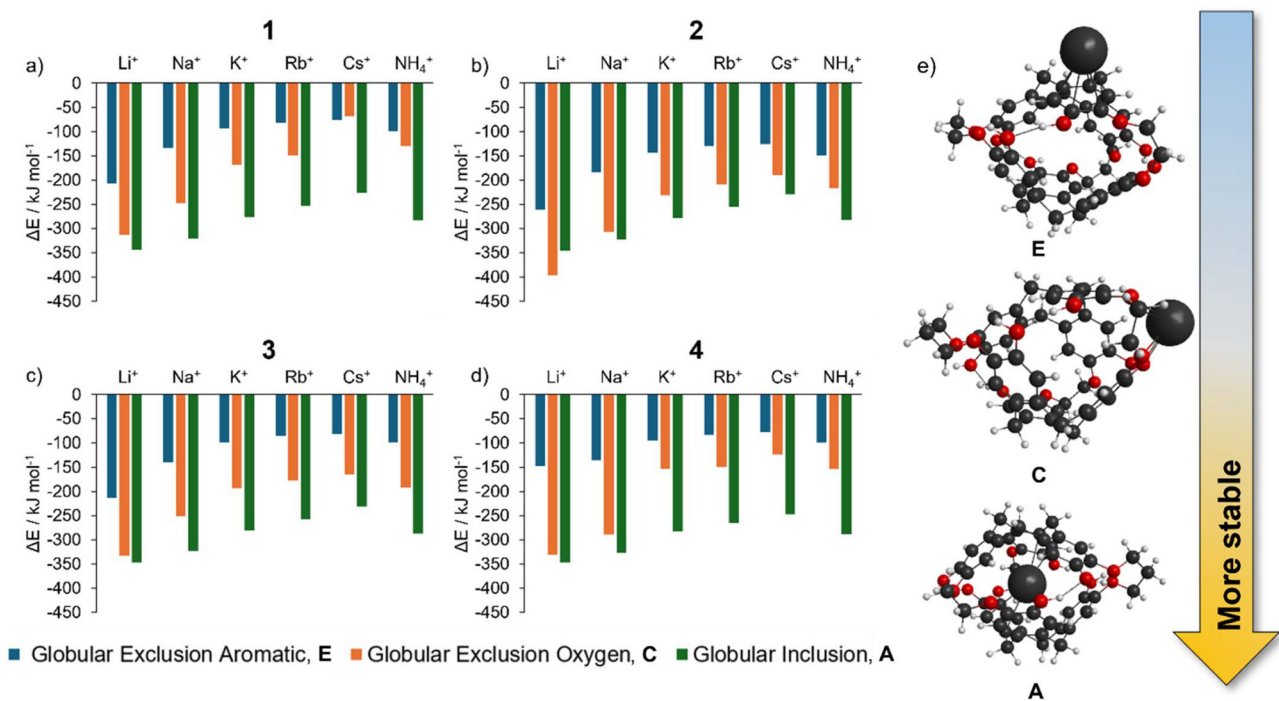 1
2
a)
Li⁺ Na⁺ K⁺ Rb⁺ Cs⁺ NH₄⁺
0
-50
-100
-150
-200
-250
-300
-350
-400
-450
ΔE / kJ mol⁻¹
b)
Li⁺ Na⁺ K⁺ Rb⁺ Cs⁺ NH₄⁺
0
-50
-100
-150
-200
-250
-300
-350
-400
-450
ΔE / kJ mol⁻¹
3
4
c)
Li⁺ Na⁺ K⁺ Rb⁺ Cs⁺ NH₄⁺
0
-50
-100
-150
-200
-250
-300
-350
-400
-450
ΔE / kJ mol⁻¹
d)
Li⁺ Na⁺ K⁺ Rb⁺ Cs⁺ NH₄⁺
0
-50
-100
-150
-200
-250
-300
-350
-400
-450
ΔE / kJ mol⁻¹
Globular Exclusion Aromatic, E Globular Exclusion Oxygen, C Globular Inclusion, A
e)
E
C
A
More stable